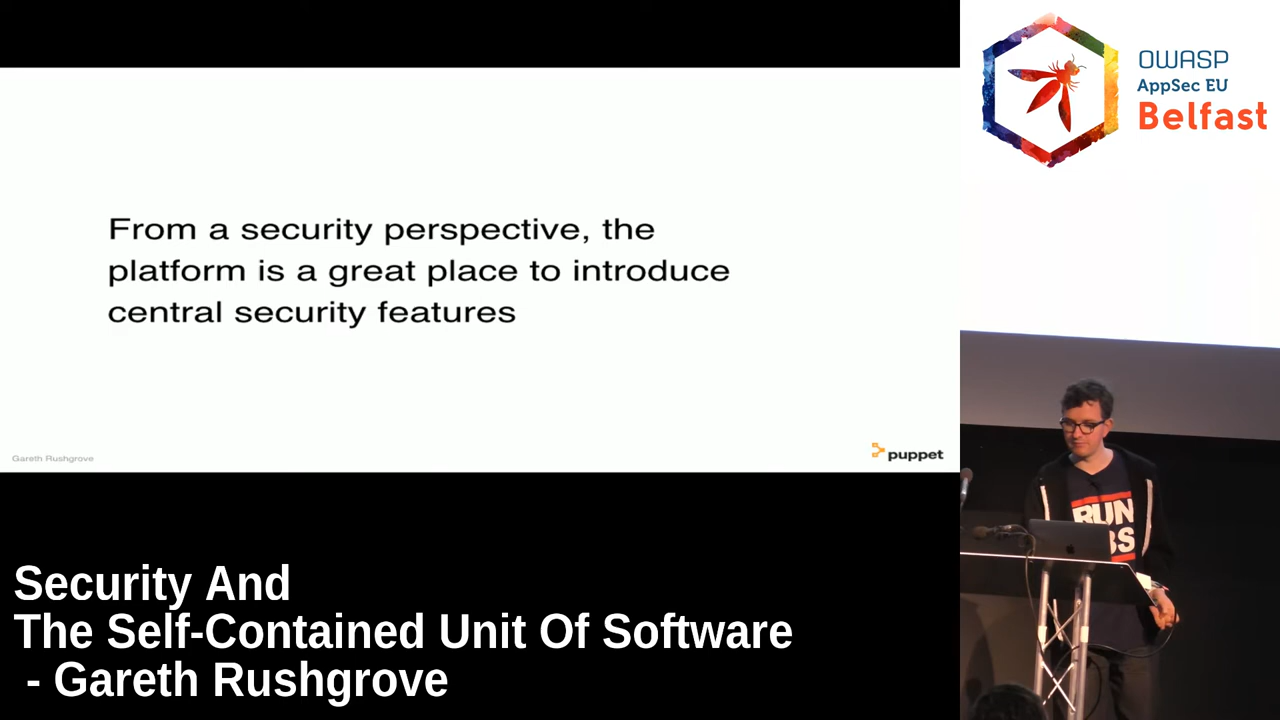 From a security perspective, the
platform is a great place to introduce
central security features
Gareth Rushgrove
puppet
OWASP
AppSec EU
Belfast
RUN
BS
Security And
The Self-Contained Unit Of Software
- Gareth Rushgrove